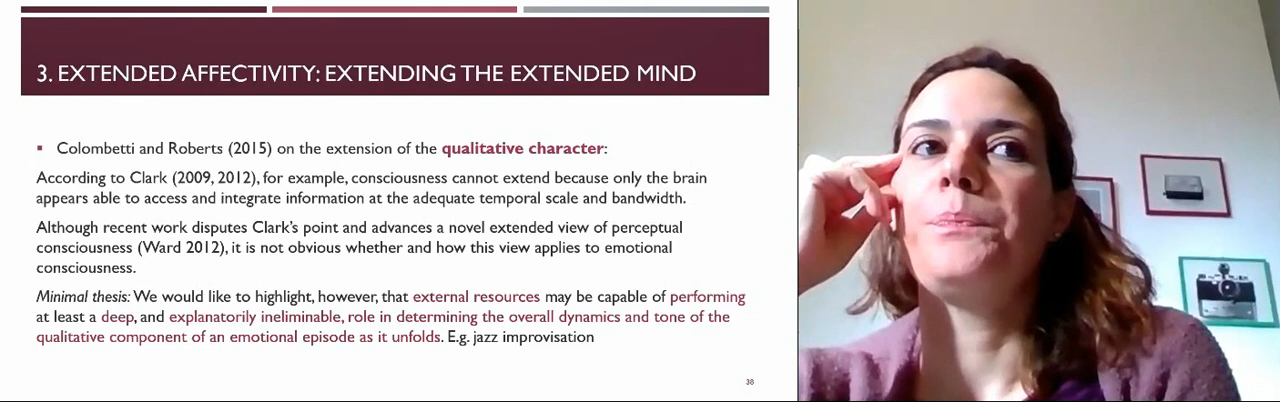 3. EXTENDED AFFECTIVITY: EXTENDING THE EXTENDED MIND
▪ Colombetti and Roberts (2015) on the extension of the qualitative character:
According to Clark (2009, 2012), for example, consciousness cannot extend because only the brain
appears able to access and integrate information at the adequate temporal scale and bandwidth.
Although recent work disputes Clark's point and advances a novel extended view of perceptual
consciousness (Ward 2012), it is not obvious whether and how this view applies to emotional
consciousness.
Minimal thesis: We would like to highlight, however, that external resources may be capable of performing
at least a deep, and explanatorily ineliminable, role in determining the overall dynamics and tone of the
qualitative component of an emotional episode as it unfolds. E.g. jazz improvisation
38